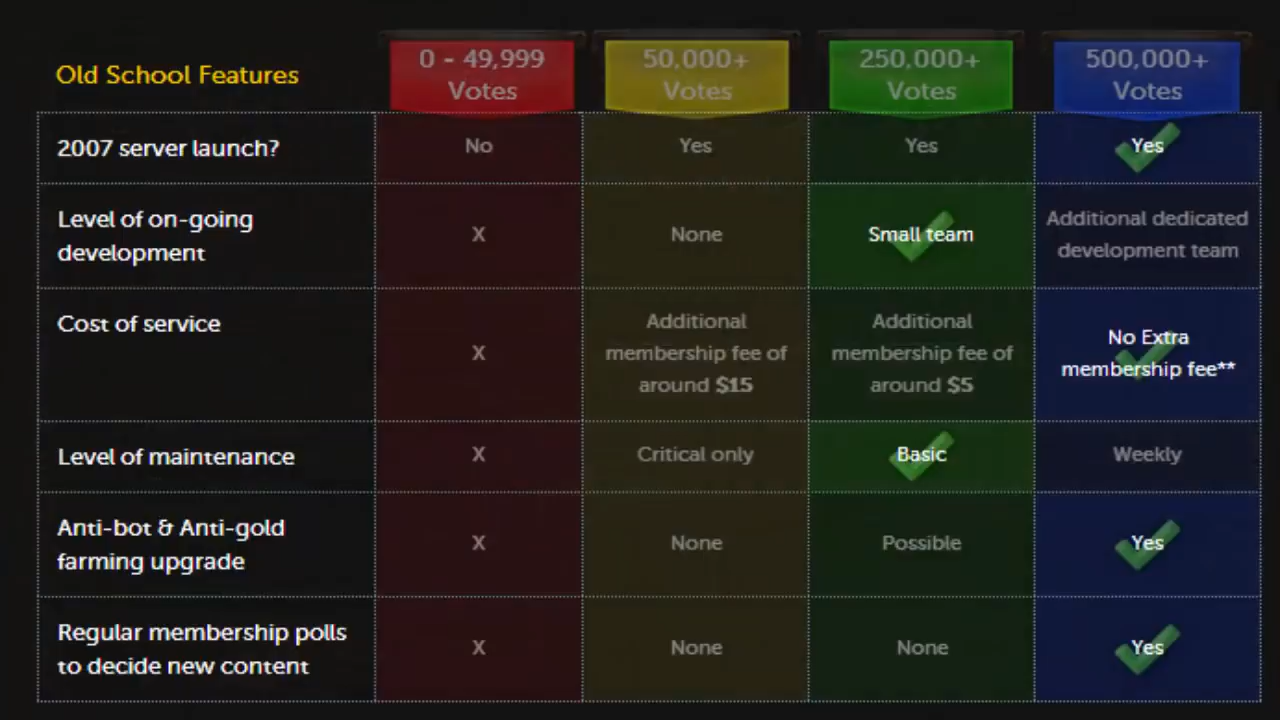 Old School Features
0 - 49,999
Votes
50,000+
Votes
250,000+
Votes
500,000+
Votes
2007 server launch?
No
Yes
Yes
Yes
Level of on-going
development
X
None
Small team
Additional dedicated
development team
Cost of service
X
Additional
membership fee of
around $15
Additional
membership fee of
around $5
No Extra
membership fee**
Level of maintenance
X
Critical only
Basic
Weekly
Anti-bot & Anti-gold
farming upgrade
X
None
Possible
Yes
Regular membership polls
to decide new content
X
None
None
Yes